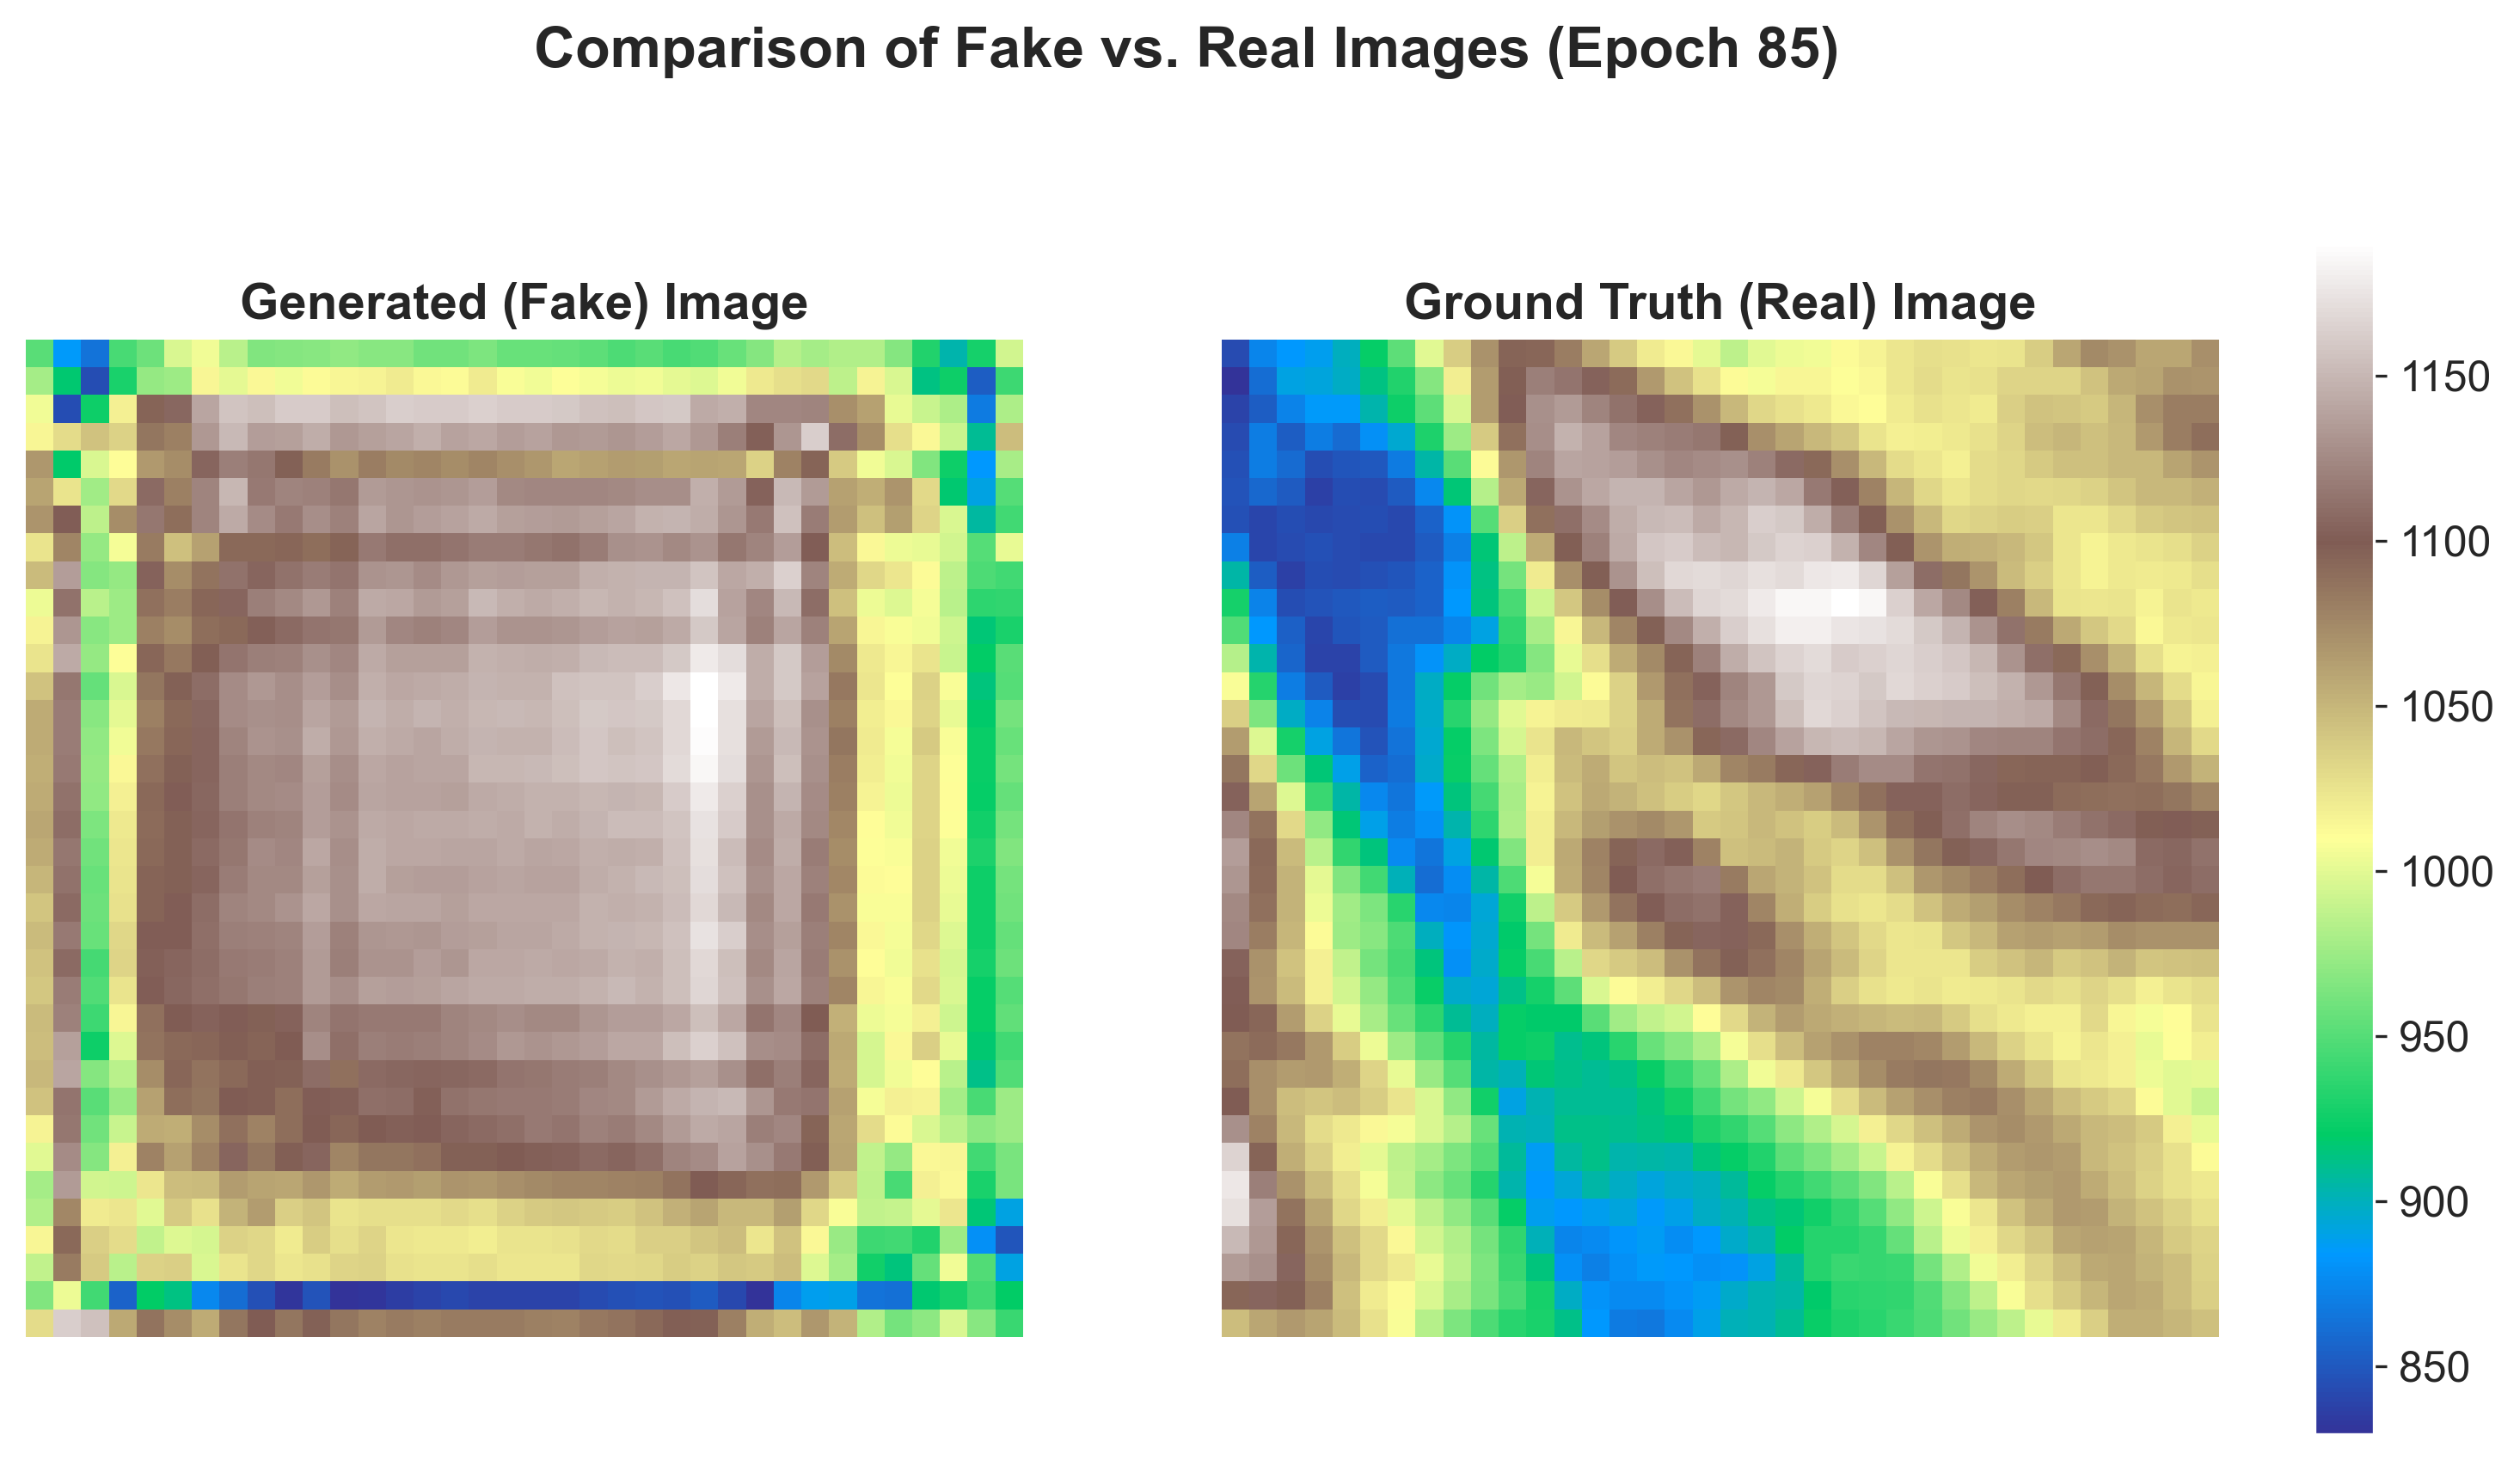 Comparison of Fake vs. Real Images (Epoch 85)
Generated (Fake) Image
Ground Truth (Real) Image
1150
1100
1050
1000
950
900
850